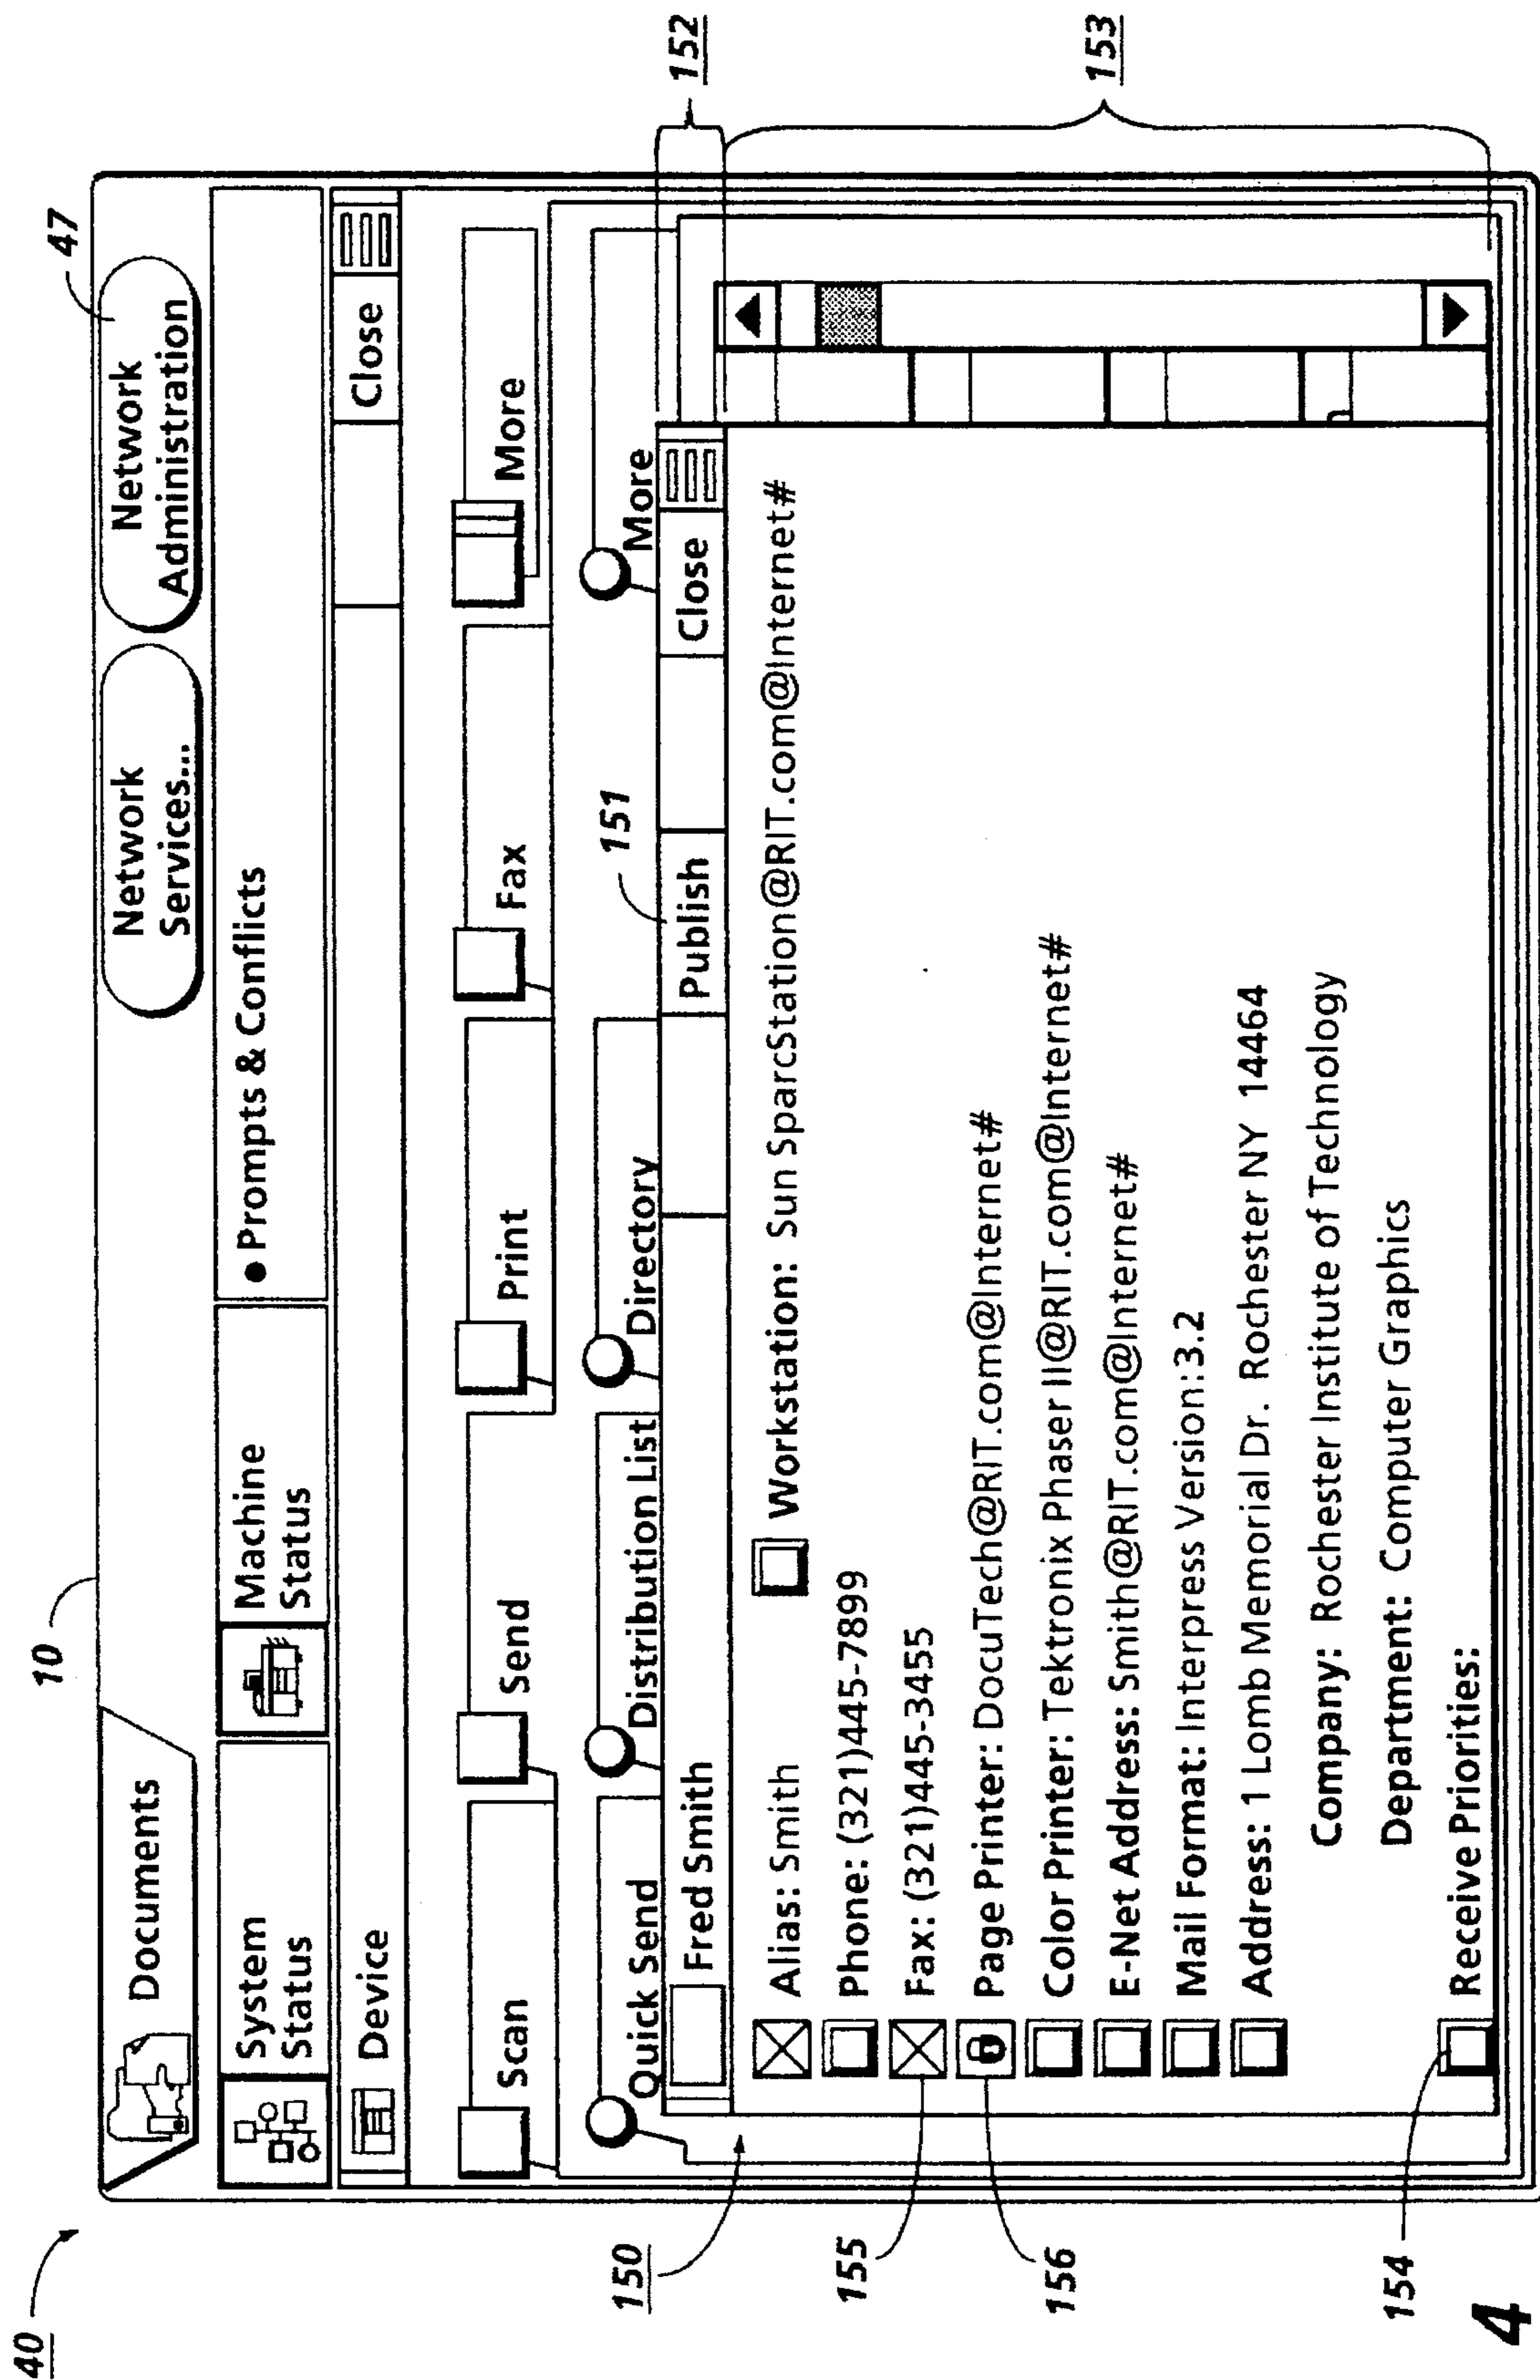 40
10
47
Documents
Network Services...
Network Administration
System Status
Machine Status
● Prompts & Conflicts
Device
Close
Scan
Send
Print
Fax
More
Quick Send
Distribution List
Directory
More
151
152
Fred Smith
Publish
Close
150
153
Alias: Smith
Workstation: Sun SparcStation@RIT.com@Internet#
Phone: (321)445-7899
155
Fax: (321)445-3455
156
Page Printer: DocuTech@RIT.com@Internet#
Color Printer: Tektronix Phaser II@RIT.com@Internet#
E-Net Address: Smith@RIT.com@Internet#
Mail Format: Interpress Version:3.2
Address: 1 Lomb Memorial Dr. Rochester NY 14464
Company: Rochester Institute of Technology
Department: Computer Graphics
154
Receive Priorities:
4